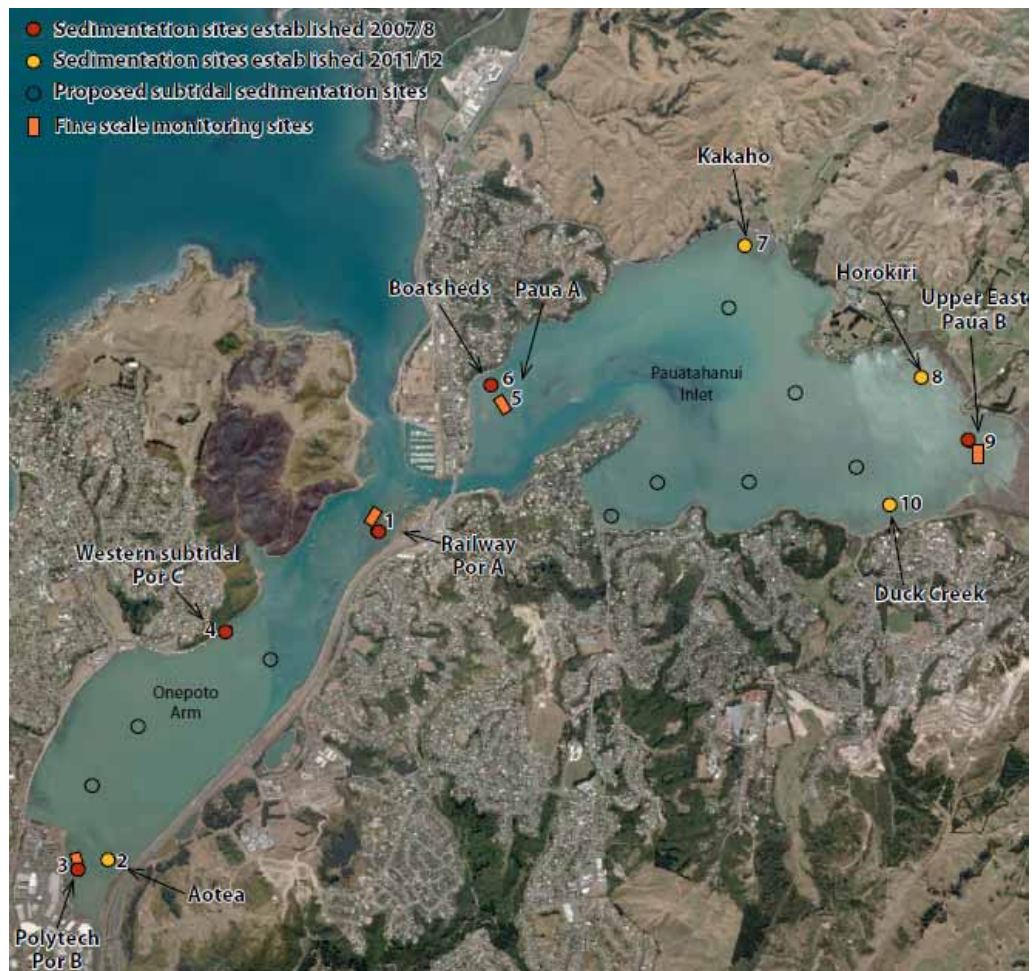 Sedimentation sites established 2007/8
Sedimentation sites established 2011/12
Proposed subtidal sedimentation sites
Fine scale monitoring sites
Kakaho
7
Horokiri
Boatsheds
Paua A
Upper East
Paua B
6
5
Pauatahanui
Inlet
8
9
10
1
Railway
Por A
Western subtidal
Por C
Duck Creek
4
Onepoto
Arm
3
2
Aotea
Polytech
Por B